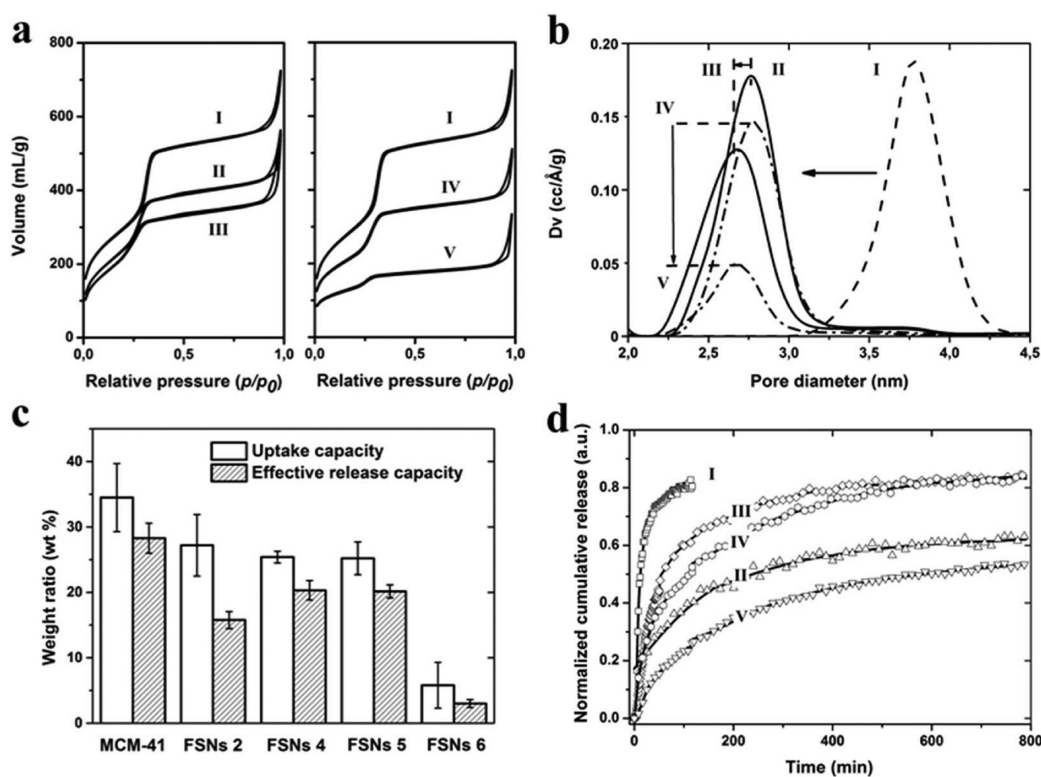 a
800
600
400
200
0
Volume (mL/g)
I
II
III
I
IV
V
0,0
0,5
1,0
0,0
0,5
1,0
Relative pressure (p/p0)
Relative pressure (p/p0)
b
0.20
0.15
0.10
0.05
0
Dv (cc/Å/g)
III
II
I
IV
V
2,0
2,5
3,0
3,5
4,0
4,5
Pore diameter (nm)
c
40
30
20
10
0
Weight ratio (wt %)
Uptake capacity
Effective release capacity
MCM-41
FSNs 2
FSNs 4
FSNs 5
FSNs 6
d
1.0
0.8
0.6
0.4
0.2
0.0
Normalized cumulative release (a.u.)
I
III
IV
II
V
0
200
400
600
800
Time (min)